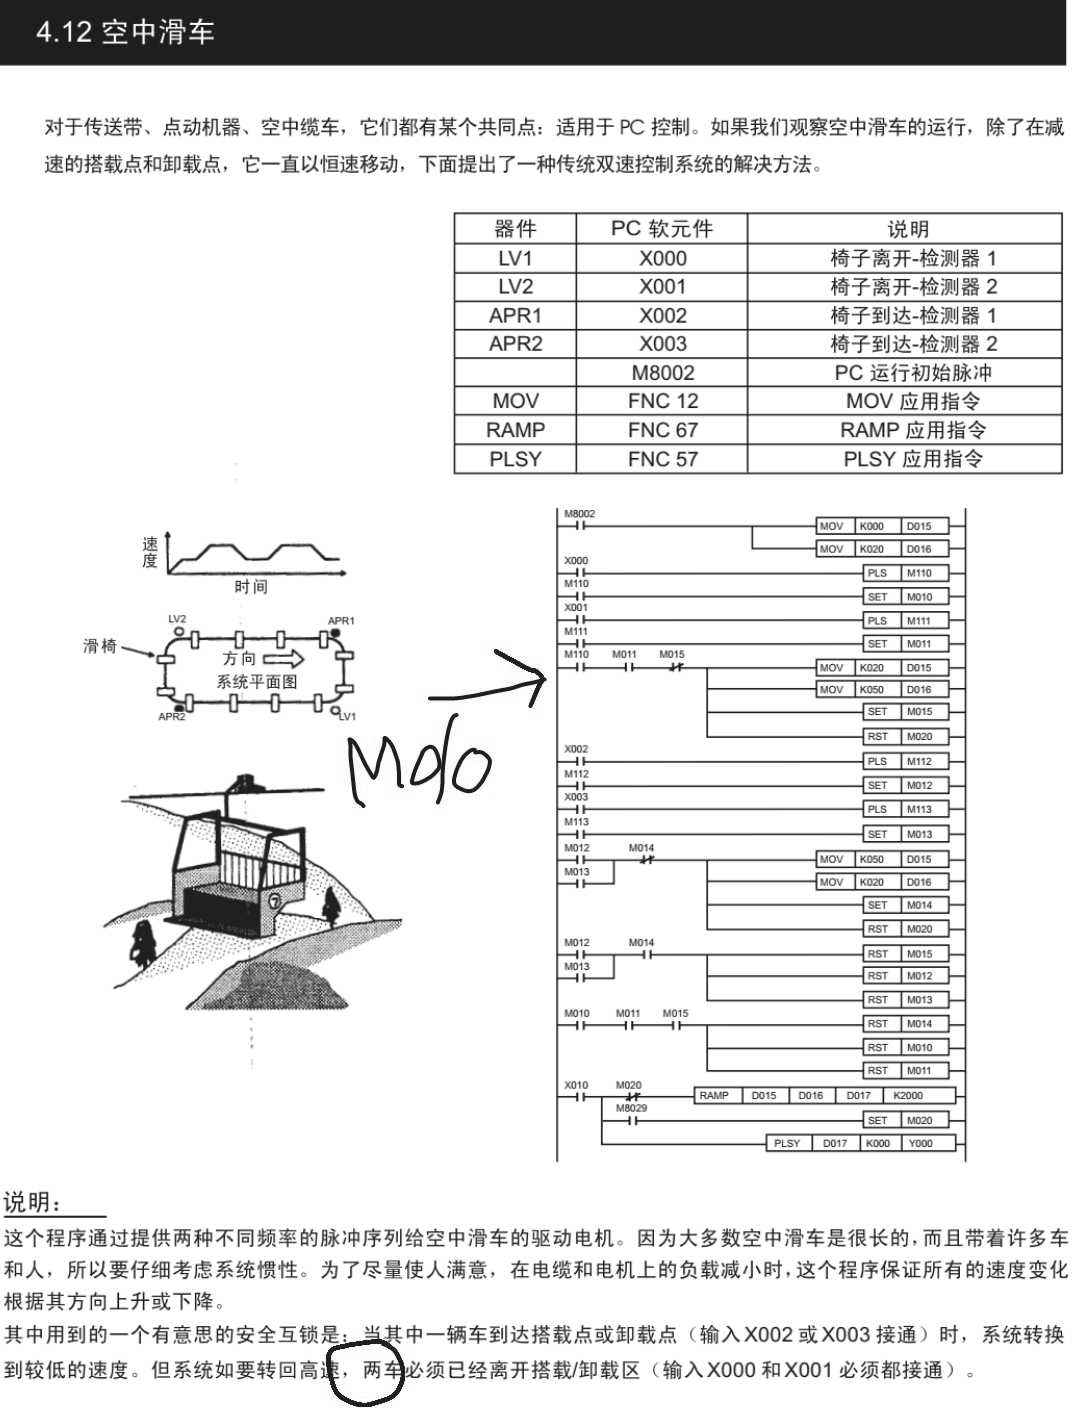 4.12 空中滑车
对于传送带、点动机器、空中缆车，它们都有某个共同点：适用于 PC 控制。如果我们观察空中滑车的运行，除了在减
速的搭载点和卸载点，它一直以恒速移动，下面提出了一种传统双速控制系统的解决方法。
器件 PC 软元件 说明
LV1 X000 椅子离开-检测器 1
LV2 X001 椅子离开-检测器 2
APR1 X002 椅子到达-检测器 1
APR2 X003 椅子到达-检测器 2
M8002 PC 运行初始脉冲
MOV FNC 12 MOV 应用指令
RAMP FNC 67 RAMP 应用指令
PLSY FNC 57 PLSY 应用指令
速度
时间
LV2 APR1
滑椅
方向
系统平面图
APR2 LV1
7
M010
M8002
MOV K000 D015
MOV K020 D016
X000
PLS M110
M110
SET M010
X001
PLS M111
M111
SET M011
M110 M011 M015
MOV K020 D015
MOV K050 D016
SET M015
RST M020
X002
PLS M112
M112
SET M012
X003
PLS M113
M113
SET M013
M012 M014
MOV K050 D015
M013
MOV K020 D016
SET M014
RST M020
M012 M014
RST M015
M013
RST M012
RST M013
M010 M011 M015
RST M014
RST M010
RST M011
X010 M020
RAMP D015 D016 D017 K2000
M8029
SET M020
PLSY D017 K000 Y000
说明：
这个程序通过提供两种不同频率的脉冲序列给空中滑车的驱动电机。因为大多数空中滑车是很长的，而且带着许多车
和人，所以要仔细考虑系统惯性。为了尽量使人满意，在电缆和电机上的负载减小时，这个程序保证所有的速度变化
根据其方向上升或下降。
其中用到的一个有意思的安全互锁是：当其中一辆车到达搭载点或卸载点（输入X002 或X003 接通）时，系统转换
到较低的速度。但系统如要转回高速，两车必须已经离开搭载/卸载区（输入X000 和X001 必须都接通）。